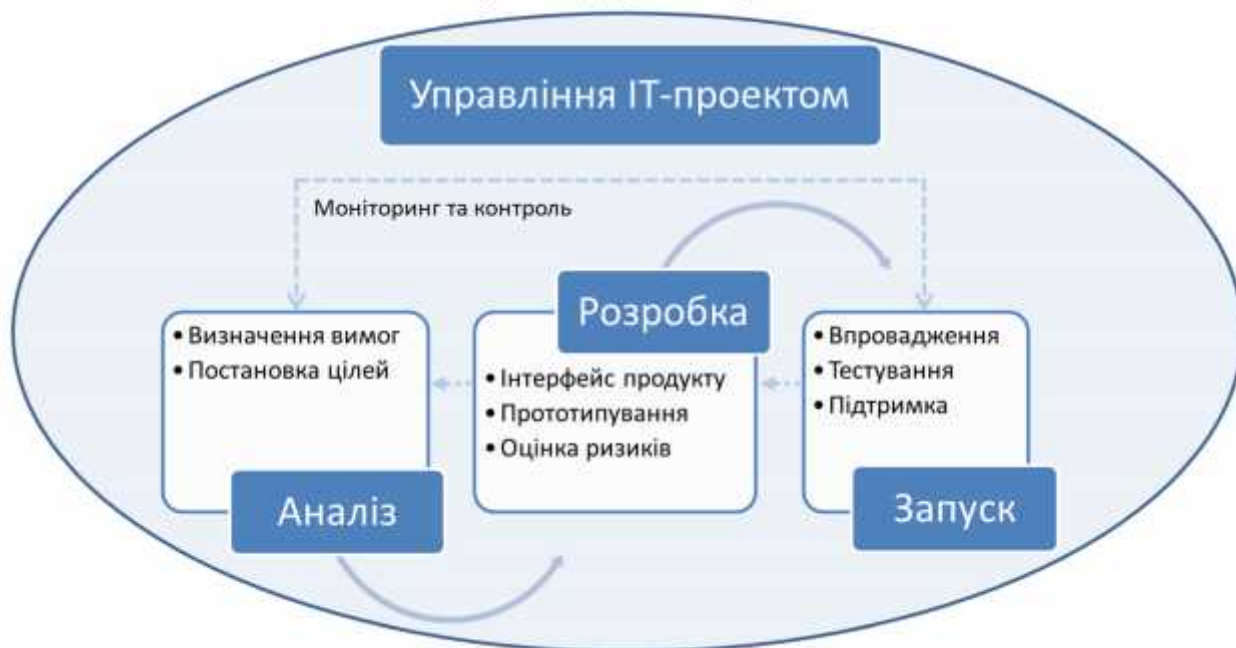 Управління ІТ-проектом
Моніторинг та контроль
• Визначення вимог
• Постановка цілей
Аналіз
Розробка
• Інтерфейс продукту
• Прототипування
• Оцінка ризиків
• Впровадження
• Тестування
• Підтримка
Запуск